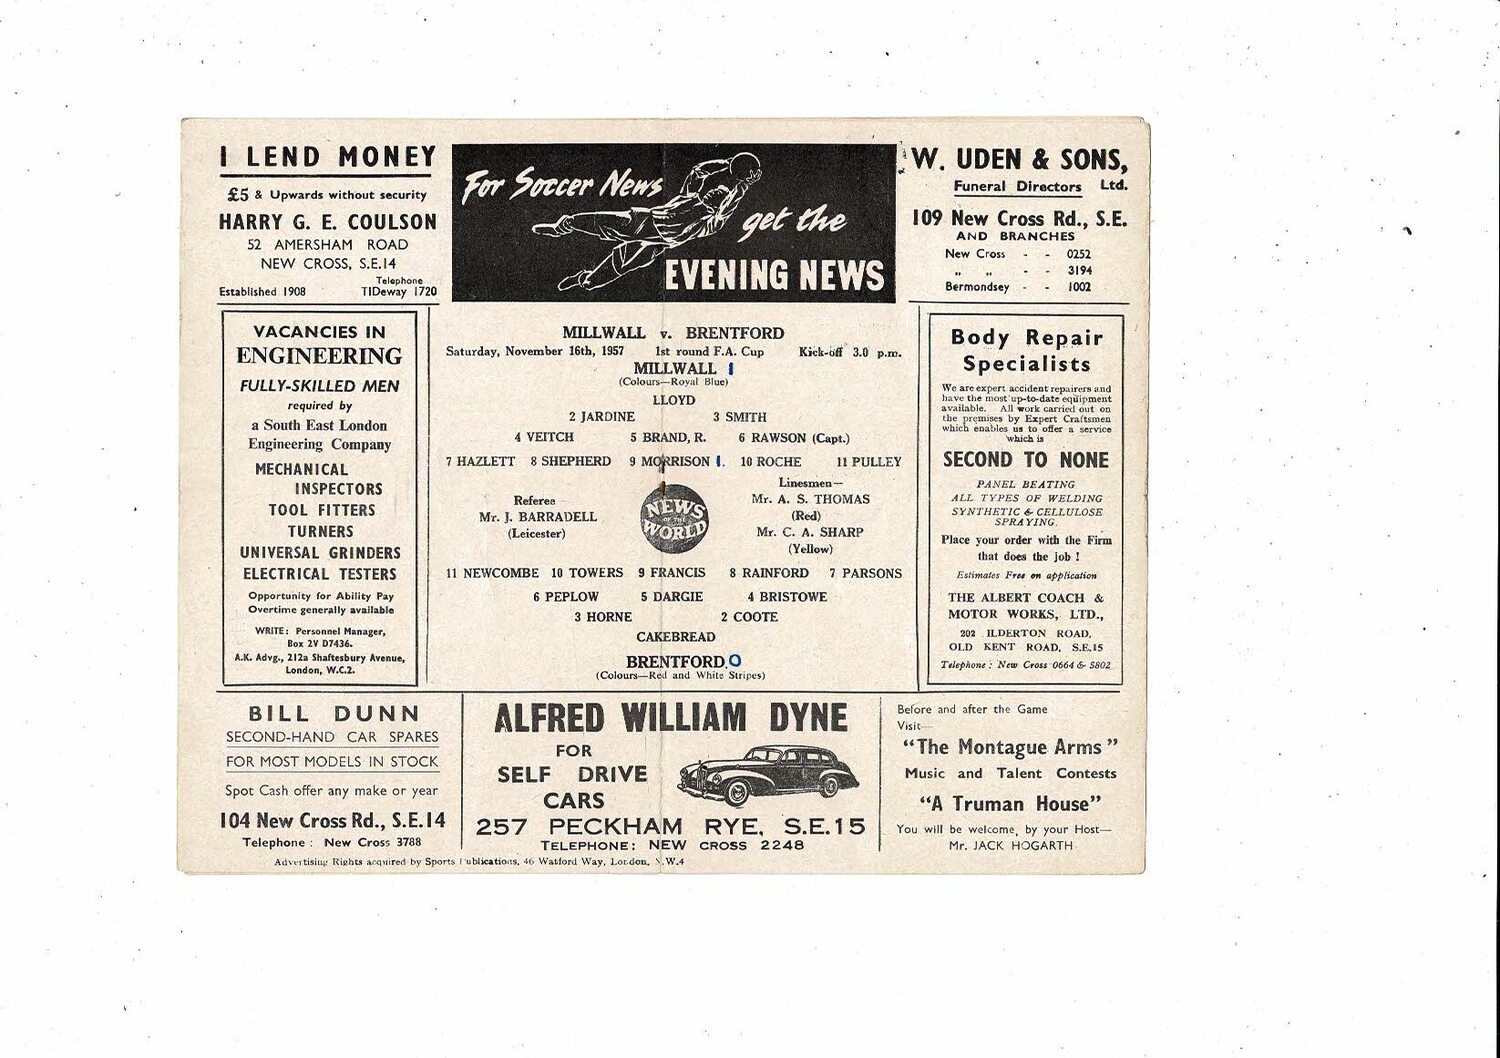 I LEND MONEY
£5 & Upwards without security
HARRY G. E. COULSON
52 AMERSHAM ROAD
NEW CROSS, S.E.14
Telephone
Established 1908 TIDeway 1720
For Soccer News
get the
EVENING NEWS
W. UDEN & SONS,
Funeral Directors Ltd.
109 New Cross Rd., S.E.
AND BRANCHES
New Cross - - 0252
„ „ - - 3194
Bermondsey - - 1002
VACANCIES IN
ENGINEERING
FULLY-SKILLED MEN
required by
a South East London
Engineering Company
MECHANICAL
INSPECTORS
TOOL FITTERS
TURNERS
UNIVERSAL GRINDERS
ELECTRICAL TESTERS
Opportunity for Ability Pay
Overtime generally available
WRITE: Personnel Manager,
Box 2V D7436.
A.K. Advg., 212a Shaftesbury Avenue,
London, W.C.2.
MILLWALL v. BRENTFORD
Saturday, November 16th, 1957 1st round F.A. Cup Kick-off 3.0 p.m.
MILLWALL 1
(Colours—Royal Blue)
LLOYD
2 JARDINE 3 SMITH
4 VEITCH 5 BRAND, R. 6 RAWSON (Capt.)
7 HAZLETT 8 SHEPHERD 9 MORRISON 1. 10 ROCHE 11 PULLEY
Referee
Mr. J. BARRADELL
(Leicester)
NEWS
OF THE
WORLD
Linesmen—
Mr. A. S. THOMAS
(Red)
Mr. C. A. SHARP
(Yellow)
11 NEWCOMBE 10 TOWERS 9 FRANCIS 8 RAINFORD 7 PARSONS
6 PEPLOW 5 DARGIE 4 BRISTOWE
3 HORNE 2 COOTE
CAKEBREAD
BRENTFORD. 0
(Colours—Red and White Stripes)
Body Repair
Specialists
We are expert accident repairers and
have the most up-to-date equipment
available. All work carried out on
the premises by Expert Craftsmen
which enables us to offer a service
which is
SECOND TO NONE
PANEL BEATING
ALL TYPES OF WELDING
SYNTHETIC & CELLULOSE
SPRAYING.
Place your order with the Firm
that does the job !
Estimates Free on application
THE ALBERT COACH &
MOTOR WORKS, LTD.,
202 ILDERTON ROAD,
OLD KENT ROAD, S.E.15
Telephone : New Cross 0664 & 5802
BILL DUNN
SECOND-HAND CAR SPARES
FOR MOST MODELS IN STOCK
Spot Cash offer any make or year
104 New Cross Rd., S.E.14
Telephone : New Cross 3788
ALFRED WILLIAM DYNE
FOR
SELF DRIVE
CARS
257 PECKHAM RYE, S.E.15
TELEPHONE: NEW CROSS 2248
Before and after the Game
Visit—
"The Montague Arms"
Music and Talent Contests
"A Truman House"
You will be welcome, by your Host—
Mr. JACK HOGARTH
Advertising Rights acquired by Sports Publications, 46 Watford Way, London, N.W.4